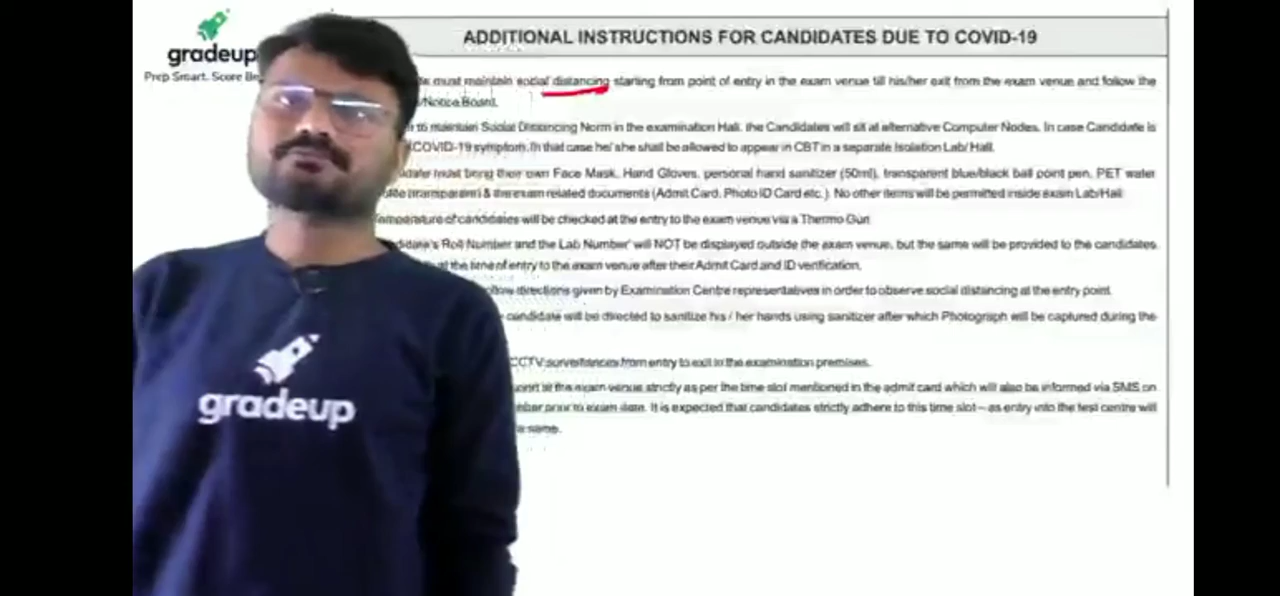 gradeup
Prep Smart. Score Be
ADDITIONAL INSTRUCTIONS FOR CANDIDATES DUE TO COVID-19
must maintain social distancing starting from point of entry in the exam venue till his/her exit from the exam venue and follow the
/Notice Board.
to maintain Social Distancing Norm in the examination Hall, the Candidates will sit at alternative Computer Nodes. In case Candidate is
COVID-19 symptom. In that case he/ she shall be allowed to appear in CBT in a separate Isolation Lab/ Hall.
must bring their own Face Mask, Hand Gloves, personal hand sanitizer (50ml), transparent blue/black ball point pen, PET water
(transparent) & the exam related documents (Admit Card, Photo ID Card etc.). No other items will be permitted inside exam Lab/Hall
Temperature of candidates will be checked at the entry to the exam venue via a Thermo Gun
Roll Number and the Lab Number' will NOT be displayed outside the exam venue, but the same will be provided to the candidates
at the time of entry to the exam venue after their Admit Card and ID verification.
directions given by Examination Centre representatives in order to observe social distancing at the entry point.
candidate will be directed to sanitize his / her hands using sanitizer after which Photograph will be captured during the
CCTV surveillances from entry to exit in the examination premises.
at the exam venue strictly as per the time slot mentioned in the admit card which will also be informed via SMS on
prior to exam date. It is expected that candidates strictly adhere to this time slot – as entry into the test centre will
same.
gradeup